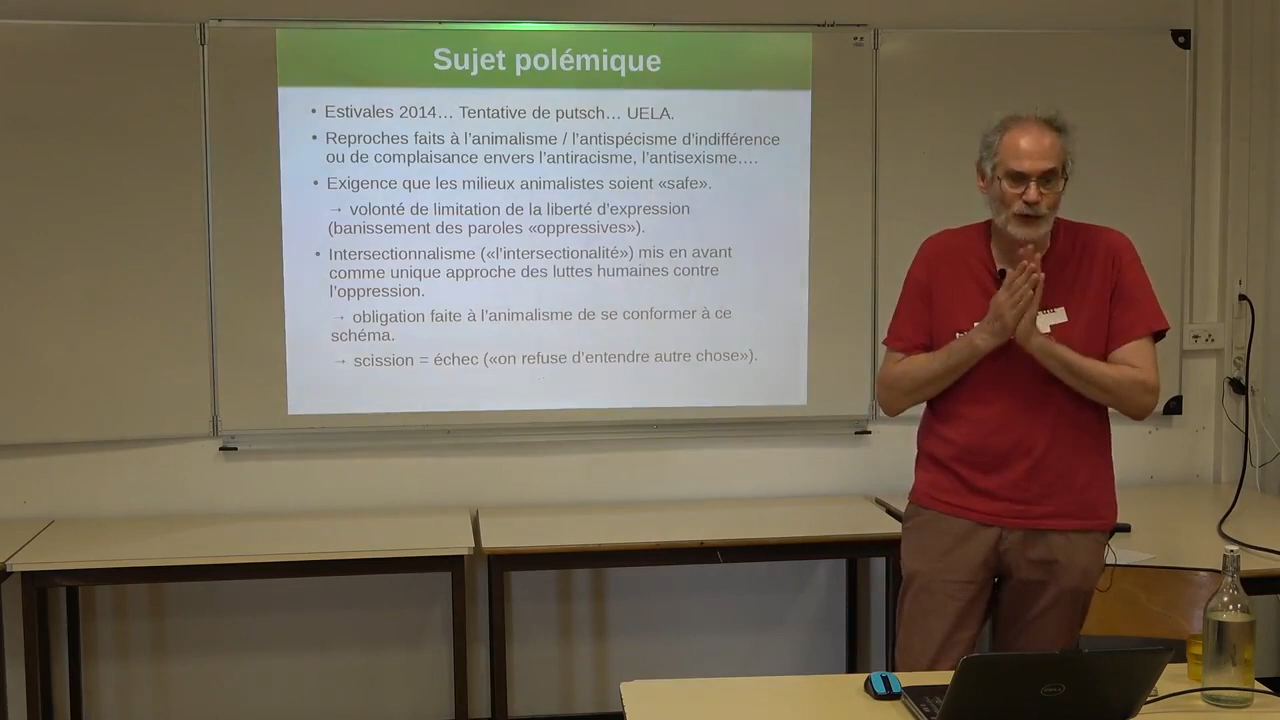 Sujet polémique
• Estivales 2014… Tentative de putsch… UELA.
• Reproches faits à l'animalisme / l'antispécisme d'indifférence
ou de complaisance envers l'antiracisme, l'antisexisme….
• Exigence que les milieux animalistes soient «safe».
→ volonté de limitation de la liberté d'expression
(banissement des paroles «oppressives»).
• Intersectionnalisme («l'intersectionalité») mis en avant
comme unique approche des luttes humaines contre
l'oppression.
→ obligation faite à l'animalisme de se conformer à ce
schéma.
→ scission = échec («on refuse d'entendre autre chose»).
DELL